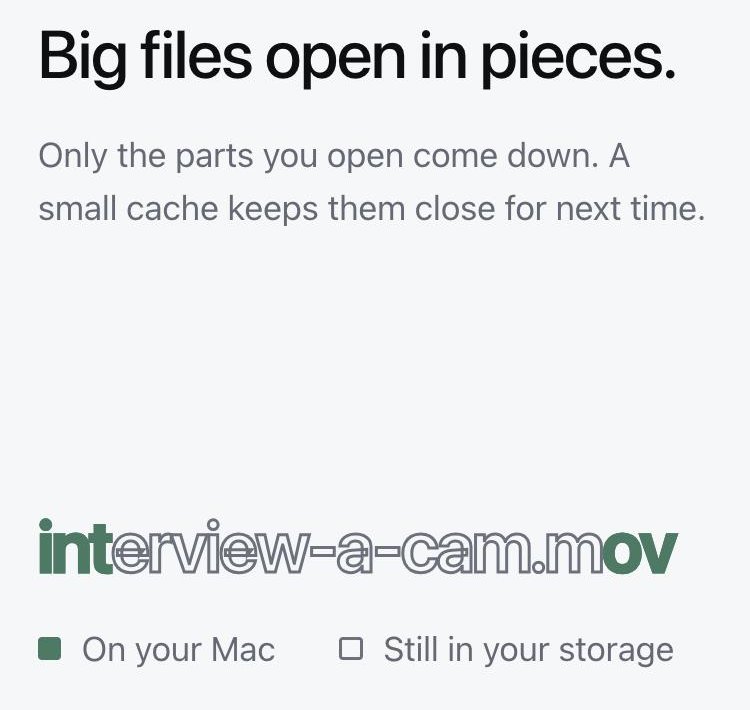 Big files open in pieces.
Only the parts you open come down. A
small cache keeps them close for next time.
interview-a-cam.mov
On your Mac
Still in your storage